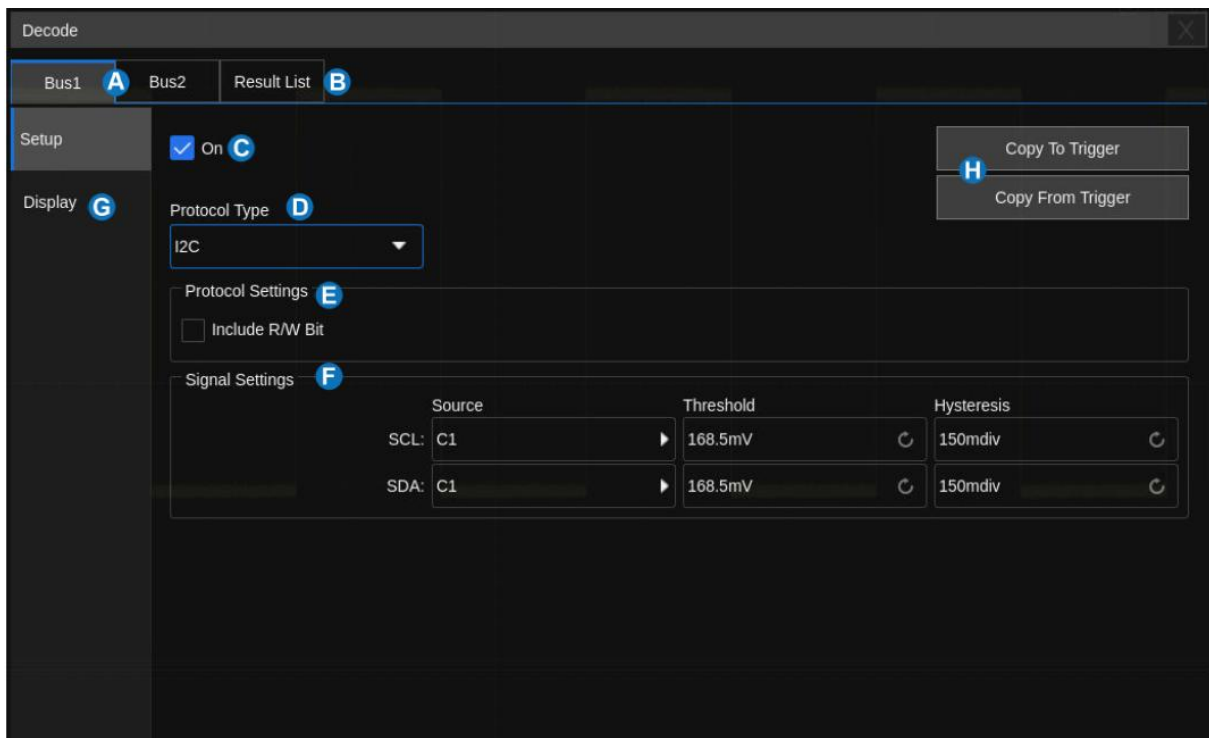 Decode X
Bus1 A Bus2 Result List B
Setup
On C
Copy To Trigger
H
Display G
Copy From Trigger
Protocol Type D
I2C
Protocol Settings E
Include R/W Bit
Signal Settings F
Source Threshold Hysteresis
SCL: C1 168.5mV 150mdiv
SDA: C1 168.5mV 150mdiv